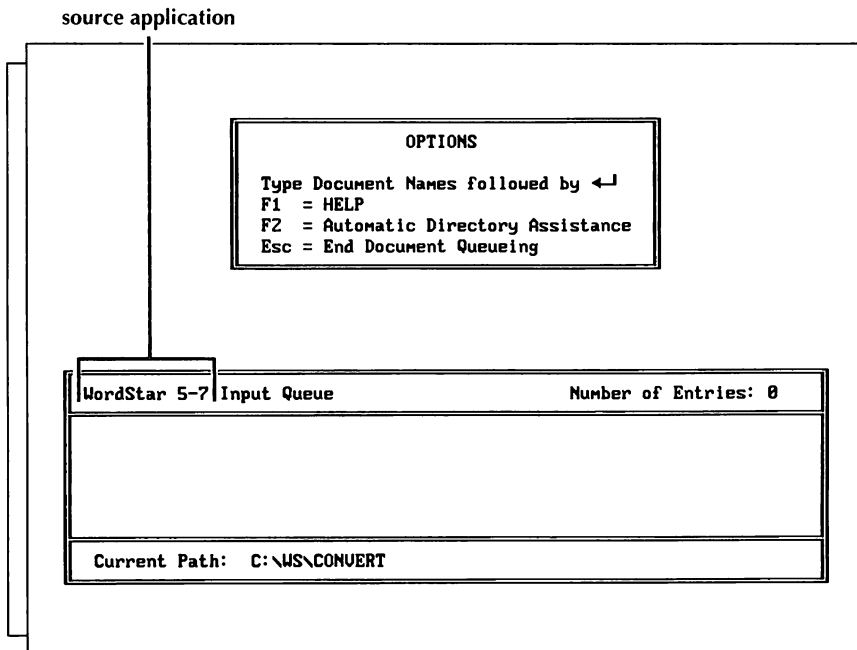 source application
OPTIONS
Type Document Names followed by ↵
F1 = HELP
F2 = Automatic Directory Assistance
Esc = End Document Queueing
WordStar 5-7 Input Queue Number of Entries: 0
Current Path: C:\WS\CONVERT